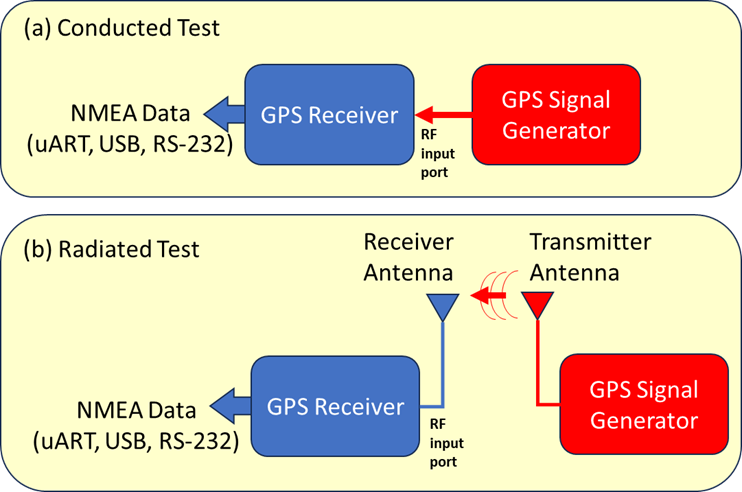 (a) Conducted Test
NMEA Data
(uART, USB, RS-232)
GPS Receiver
RF
input
port
GPS Signal
Generator
(b) Radiated Test
Receiver
Antenna
Transmitter
Antenna
NMEA Data
(uART, USB, RS-232)
GPS Receiver
RF
input
port
GPS Signal
Generator